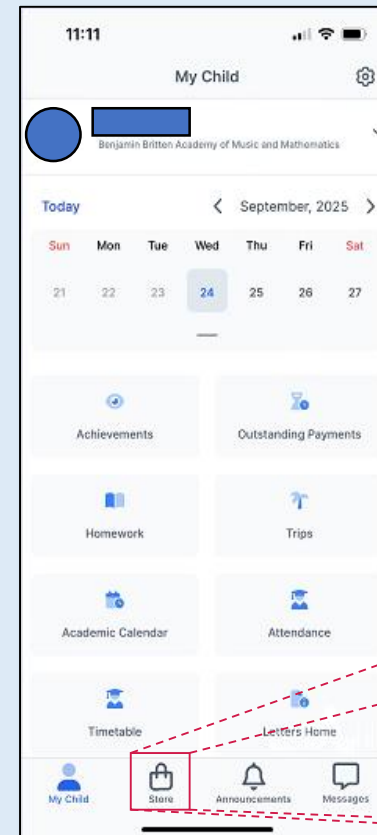 11:11
My Child
Benjamin Britten Academy of Music and Mathematics
Today
September, 2025
Sun Mon Tue Wed Thu Fri Sat
21 22 23 24 25 26 27
Achievements
Outstanding Payments
Homework
Trips
Academic Calendar
Attendance
Timetable
Letters Home
My Child
Store
Announcements
Messages